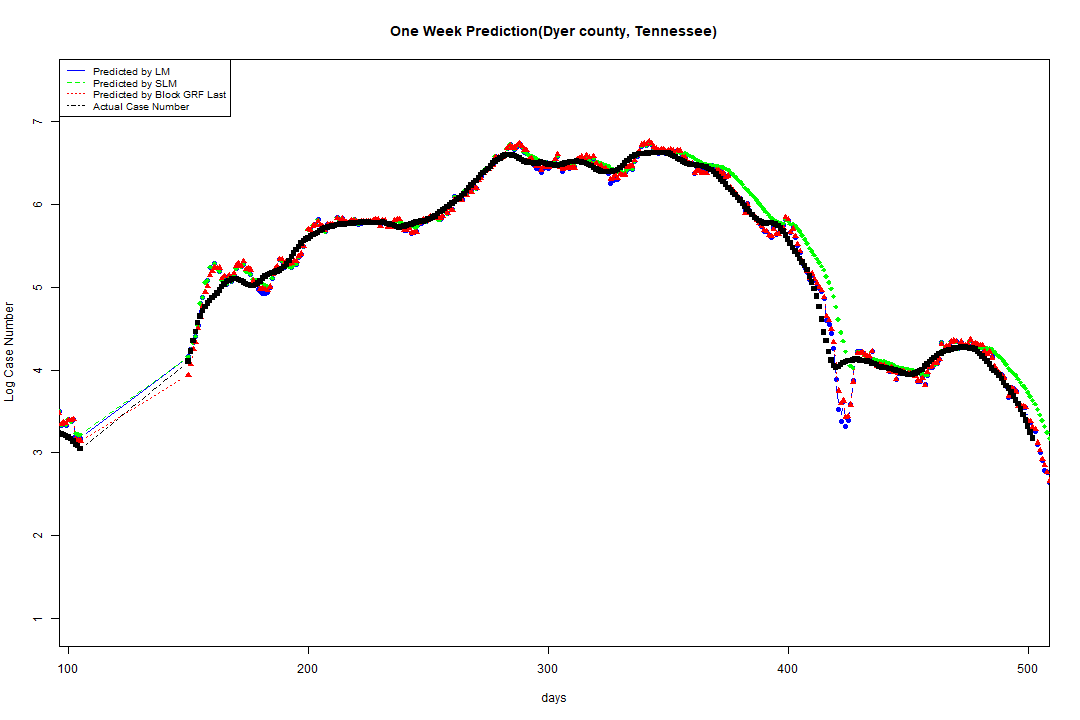 One Week Prediction(Dyer county, Tennessee)
Predicted by LM
Predicted by SLM
Predicted by Block GRF Last
Actual Case Number
7
6
5
4
3
2
1
Log Case Number
100 200 300 400 500
days